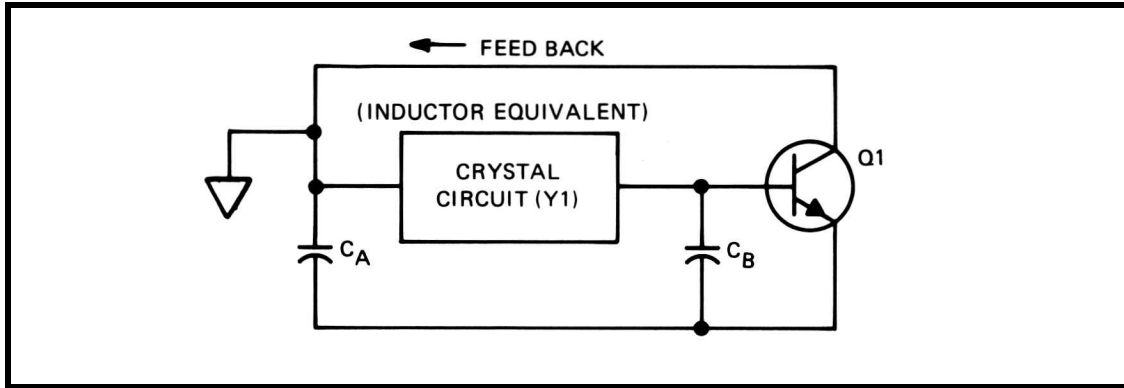 FEED BACK
(INDUCTOR EQUIVALENT)
CRYSTAL
CIRCUIT (Y1)
Q1
CA
CB